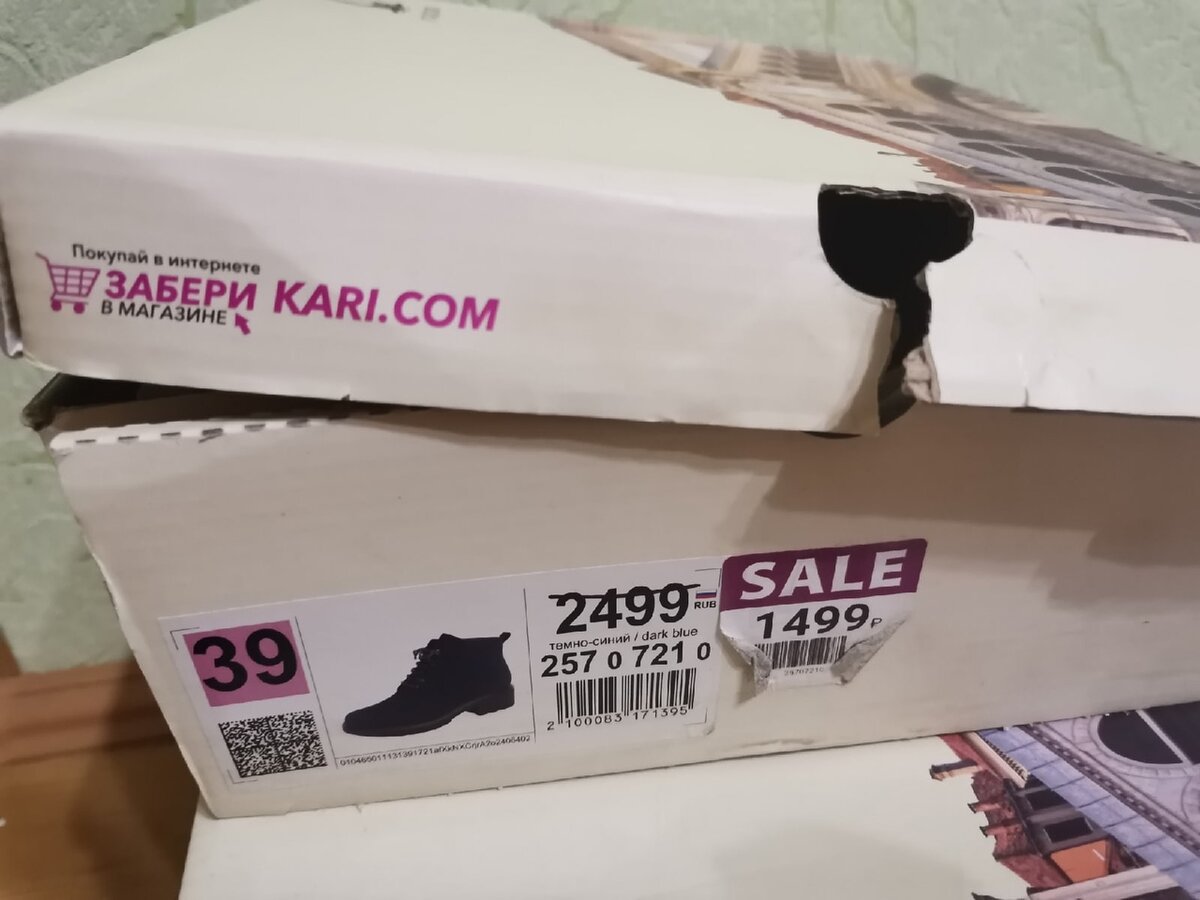 Покупай в интернете
ЗАБЕРИ KARI.COM
В МАГАЗИНЕ
39
2499
RUB
темно-синий / dark blue
257 0 721 0
2 100083 171395
SALE
1499₽